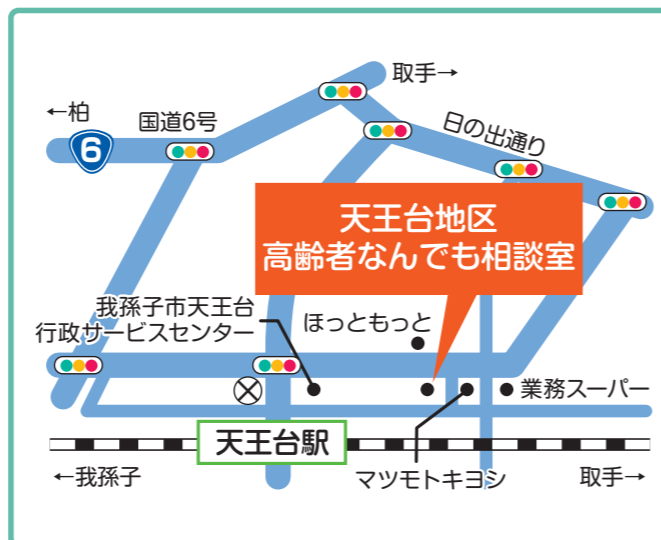 取手→
←柏
国道6号
6
日の出通り
天王台地区
高齢者なんでも相談室
我孫子市天王台
行政サービスセンター
ほっともっと
業務スーパー
天王台駅
←我孫子
マツモトキヨシ
取手→